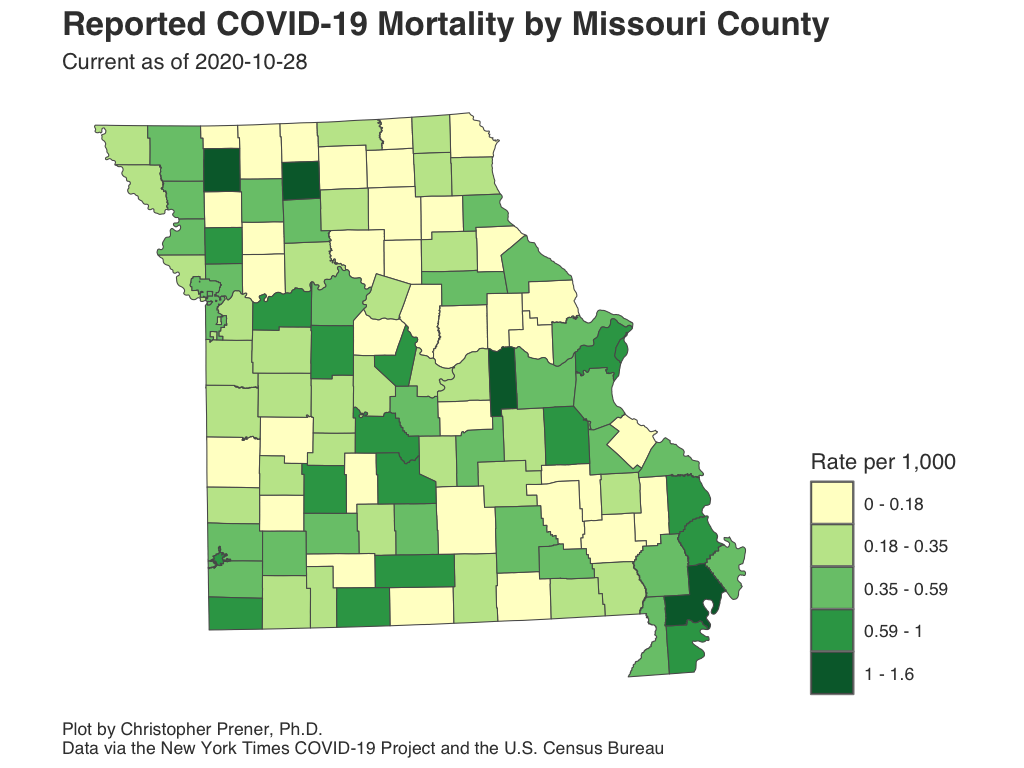 Reported COVID-19 Mortality by Missouri County
Current as of 2020-10-28
Rate per 1,000
0 - 0.18
0.18 - 0.35
0.35 - 0.59
0.59 - 1
1 - 1.6
Plot by Christopher Prener, Ph.D.
Data via the New York Times COVID-19 Project and the U.S. Census Bureau